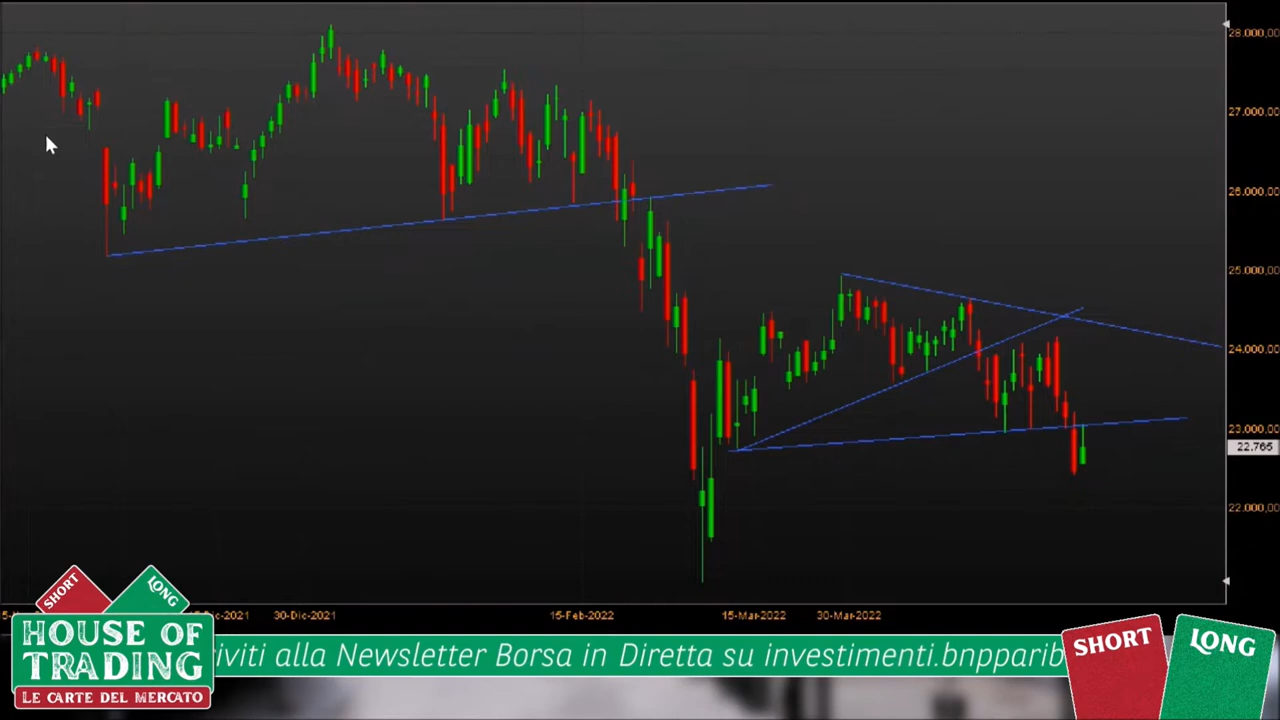 28.000,00
27.000,00
26.000,00
25.000,00
24.000,00
23.000,00
22.765
22.000,00
Dic-2021
30-Dic-2021
15-Feb-2022
15-Mar-2022
30-Mar-2022
SHORT
LONG
HOUSE OF
TRADING
LE CARTE DEL MERCATO
iviti alla Newsletter Borsa in Diretta su investimenti.bnpparib
SHORT
LONG